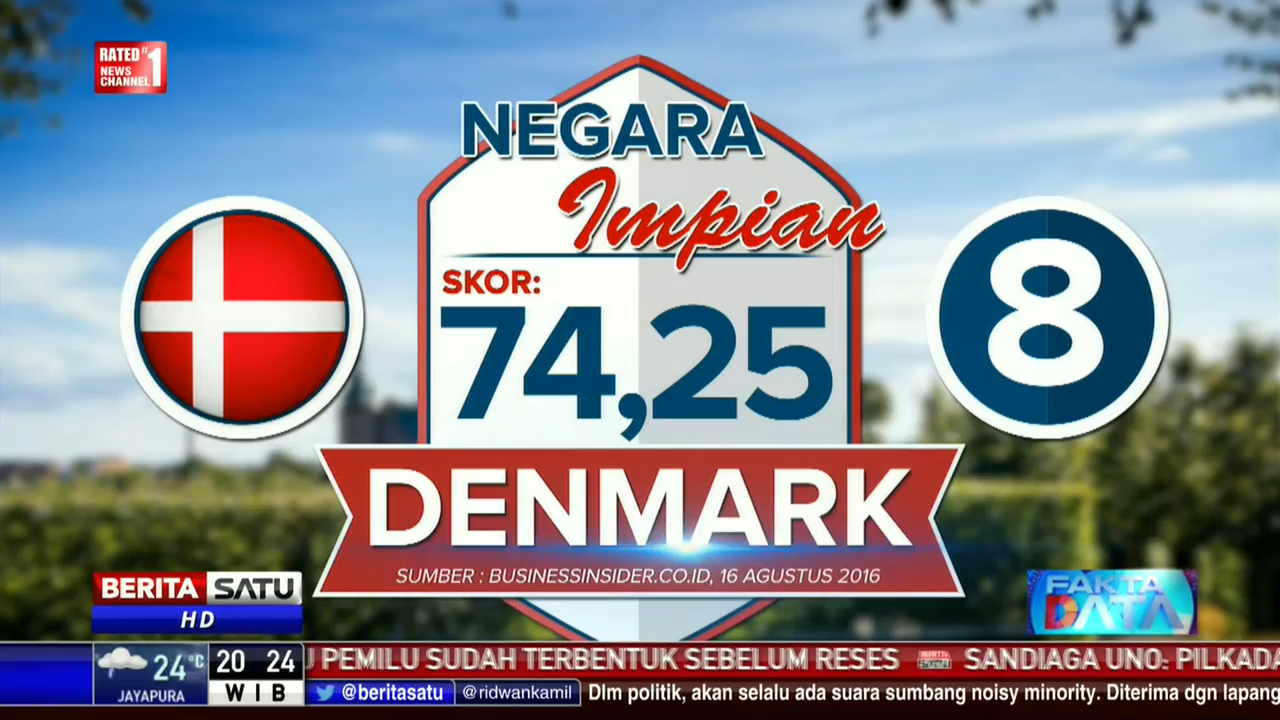 RATED #1
NEWS
CHANNEL
NEGARA
Impian
SKOR:
74,25
8
DENMARK
SUMBER : BUSINESSINSIDER.CO.ID, 16 AGUSTUS 2016
BERITA SATU
HD
FAKTA
DATA
24°C
JAYAPURA
20 24
WIB
PEMILU SUDAH TERBENTUK SEBELUM RESES BERITA SATU SANDIAGA UNO: PILKADA
@beritasatu @ridwankamil Dlm politik, akan selalu ada suara sumbang noisy minority. Diterima dgn lapang